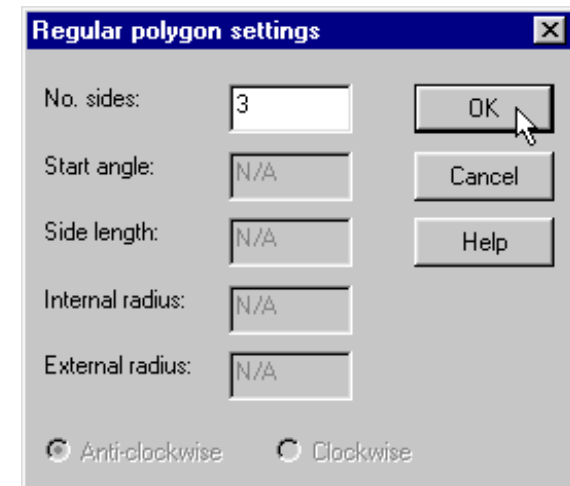 Regular polygon settings
No. sides: 3 OK
Start angle: N/A Cancel
Side length: N/A Help
Internal radius: N/A
External radius: N/A
Anti-clockwise Clockwise